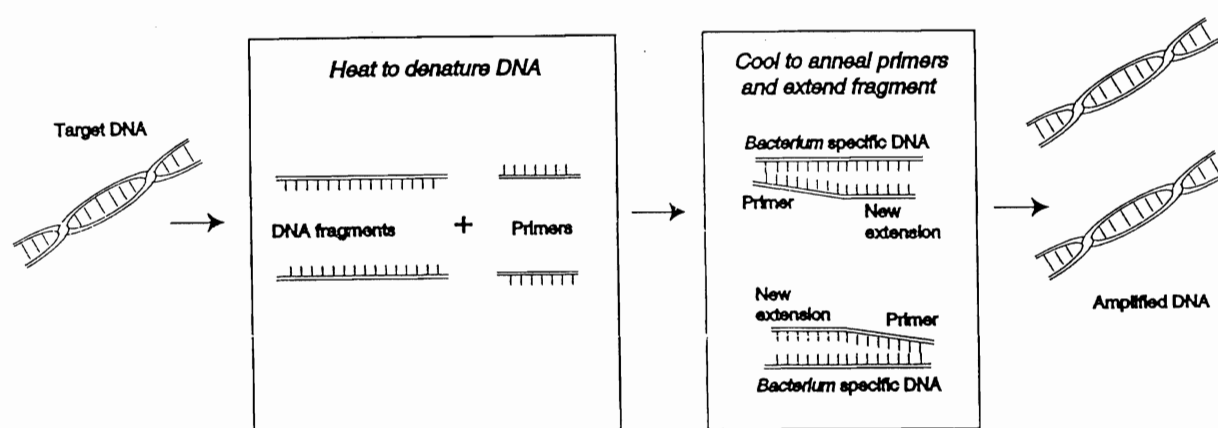 Target DNA
Heat to denature DNA
DNA fragments
+
Primers
Cool to anneal primers
and extend fragment
Bacterium specific DNA
Primer
New
extension
New
extension
Primer
Bacterium specific DNA
Amplified DNA